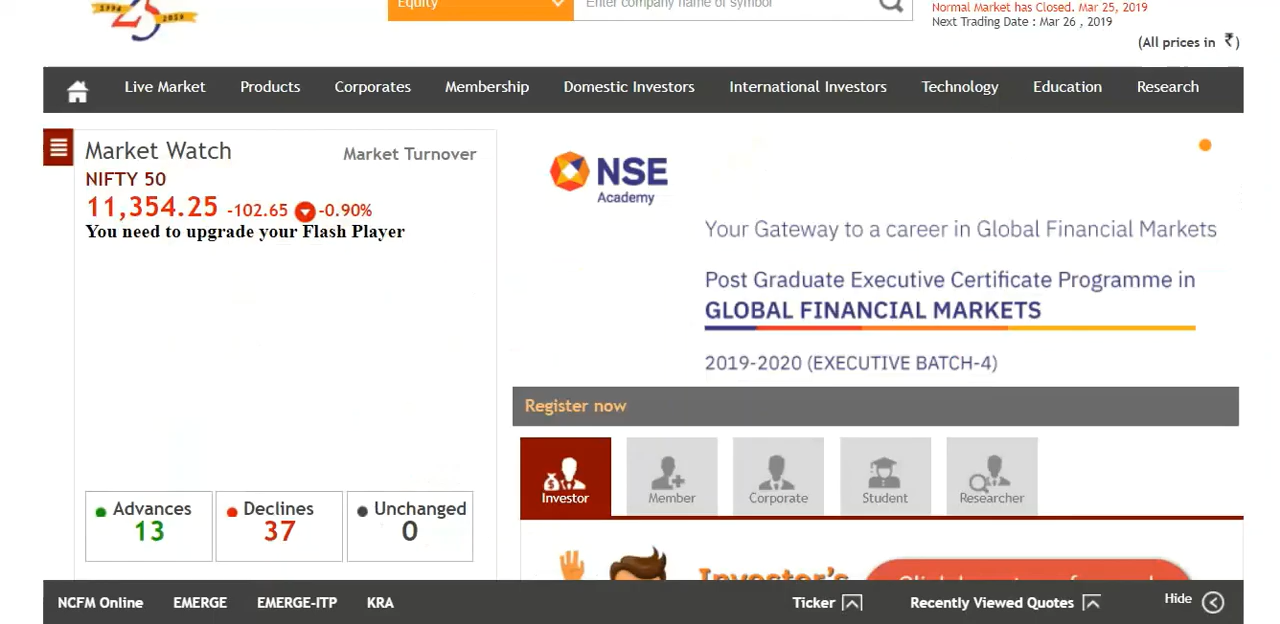 1994 2019
Equity
Enter company name or symbol
Normal Market has Closed. Mar 25, 2019
Next Trading Date : Mar 26 , 2019
(All prices in ₹)
Live Market Products Corporates Membership Domestic Investors International Investors Technology Education Research
Market Watch
Market Turnover
NIFTY 50
11,354.25 -102.65 -0.90%
You need to upgrade your Flash Player
Advances
13
Declines
37
Unchanged
0
NSE
Academy
Your Gateway to a career in Global Financial Markets
Post Graduate Executive Certificate Programme in
GLOBAL FINANCIAL MARKETS
2019-2020 (EXECUTIVE BATCH-4)
Register now
Investor Member Corporate Student Researcher
Investor's
NCFM Online EMERGE EMERGE-ITP KRA Ticker Recently Viewed Quotes Hide